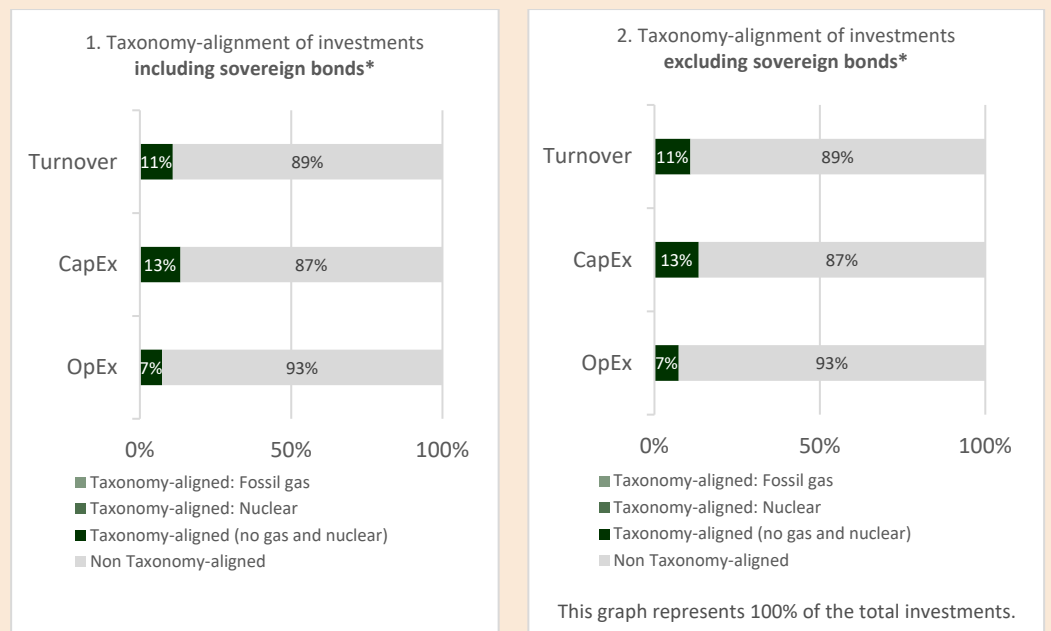 1. Taxonomy-alignment of investments
including sovereign bonds*
Turnover
11%
89%
CapEx
13%
87%
OpEx
7%
93%
0%
50%
100%
Taxonomy-aligned: Fossil gas
Taxonomy-aligned: Nuclear
Taxonomy-aligned (no gas and nuclear)
Non Taxonomy-aligned
2. Taxonomy-alignment of investments
excluding sovereign bonds*
Turnover
11%
89%
CapEx
13%
87%
OpEx
7%
93%
0%
50%
100%
Taxonomy-aligned: Fossil gas
Taxonomy-aligned: Nuclear
Taxonomy-aligned (no gas and nuclear)
Non Taxonomy-aligned
This graph represents 100% of the total investments.